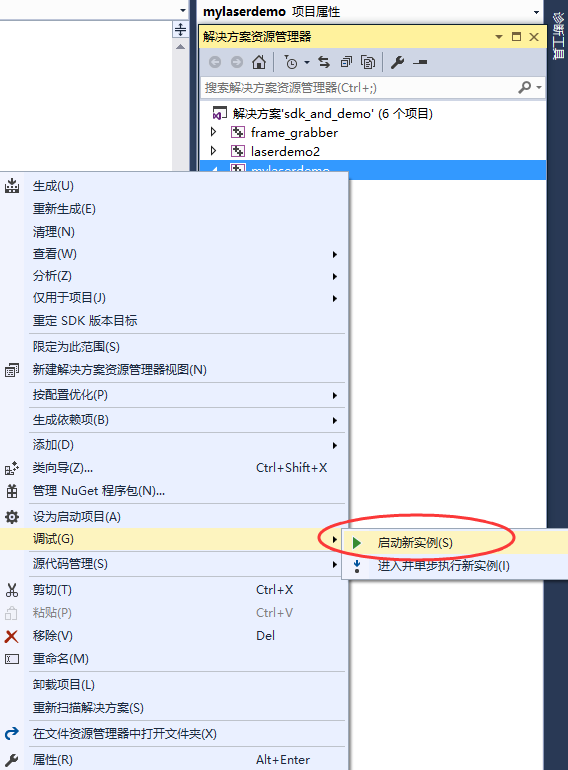 mylaserdemo 项目属性
诊断工具
解决方案资源管理器
搜索解决方案资源管理器(Ctrl+;)
解决方案'sdk_and_demo' (6 个项目)
frame_grabber
laserdemo2
mylaserdemo
生成(U)
重新生成(E)
清理(N)
查看(W)
分析(Z)
仅用于项目(J)
重定 SDK 版本目标
限定为此范围(S)
新建解决方案资源管理器视图(N)
按配置优化(P)
生成依赖项(B)
添加(D)
类向导(Z)... Ctrl+Shift+X
管理 NuGet 程序包(N)...
设为启动项目(A)
调试(G)
启动新实例(S)
源代码管理(S)
进入并单步执行新实例(I)
剪切(T) Ctrl+X
粘贴(P) Ctrl+V
移除(V) Del
重命名(M)
卸载项目(L)
重新扫描解决方案(S)
在文件资源管理器中打开文件夹(X)
属性(R) Alt+Enter